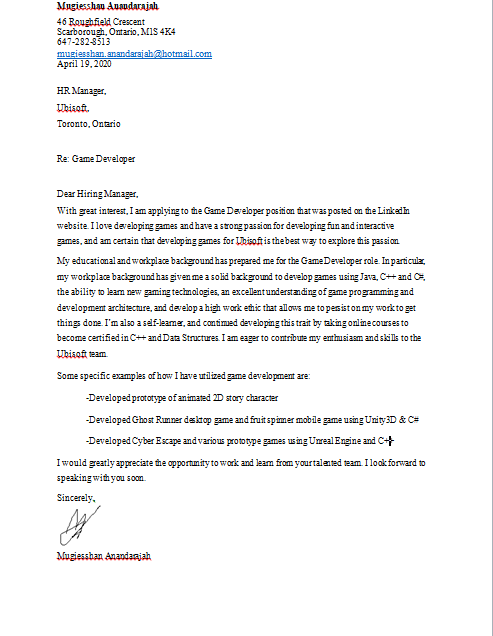 Mugiesshan Anandarajah
46 Roughfield Crescent
Scarborough, Ontario, M1S 4K4
647-282-8513
mugiesshan.anandarajah@hotmail.com
April 19, 2020
HR Manager,
Ubisoft,
Toronto, Ontario
Re: Game Developer
Dear Hiring Manager,
With great interest, I am applying to the Game Developer position that was posted on the LinkedIn
website. I love developing games and have a strong passion for developing fun and interactive
games, and am certain that developing games for Ubisoft is the best way to explore this passion.
My educational and workplace background has prepared me for the Game Developer role. In particular,
my workplace background has given me a solid background to develop games using Java, C++ and C#,
the ability to learn new gaming technologies, an excellent understanding of game programming and
development architecture, and develop a high work ethic that allows me to persist on my work to get
things done. I'm also a self-learner, and continued developing this trait by taking online courses to
become certified in C++ and Data Structures. I am eager to contribute my enthusiasm and skills to the
Ubisoft team.
Some specific examples of how I have utilized game development are:
-Developed prototype of animated 2D story character
-Developed Ghost Runner desktop game and fruit spinner mobile game using Unity3D & C#
-Developed Cyber Escape and various prototype games using Unreal Engine and C++
I would greatly appreciate the opportunity to work and learn from your talented team. I look forward to
speaking with you soon.
Sincerely,
Mugiesshan Anandarajah